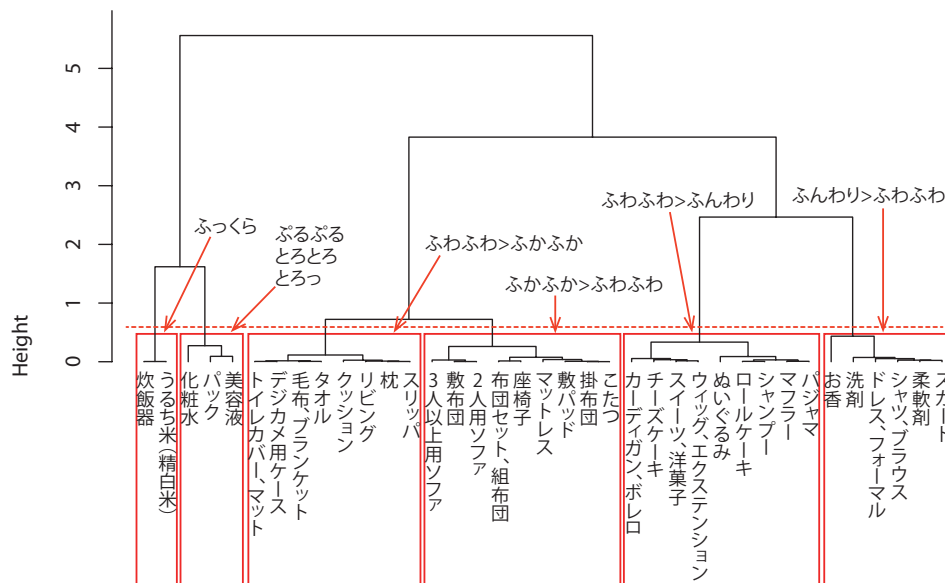 ふっくら
ぷるぷる
とろとろ
とろっ
ふわふわ>ふかふか
ふかふか>ふわふわ
ふわふわ>ふんわり
ふんわり>ふわふわ
Height
5
4
3
2
1
0
炊飯器
うるち米(精白米)
化粧水
パック
美容液
トイレカバー、マット
デジカメ用ケース
毛布、ブランケット
タオル
クッション
リビング
枕
スリッパ
3人以上用ソファ
敷布団
2人用ソファ
布団セット、組布団
座椅子
マットレス
敷パッド
掛布団
こたつ
カーディガン、ボレロ
チーズケーキ
スイーツ、洋菓子
ウィッグ、エクステンション
ぬいぐるみ
ロールケーキ
シャンプー
マフラー
パジャマ
お香
洗剤
ドレス、フォーマル
シャツ、ブラウス
柔軟剤
スカート